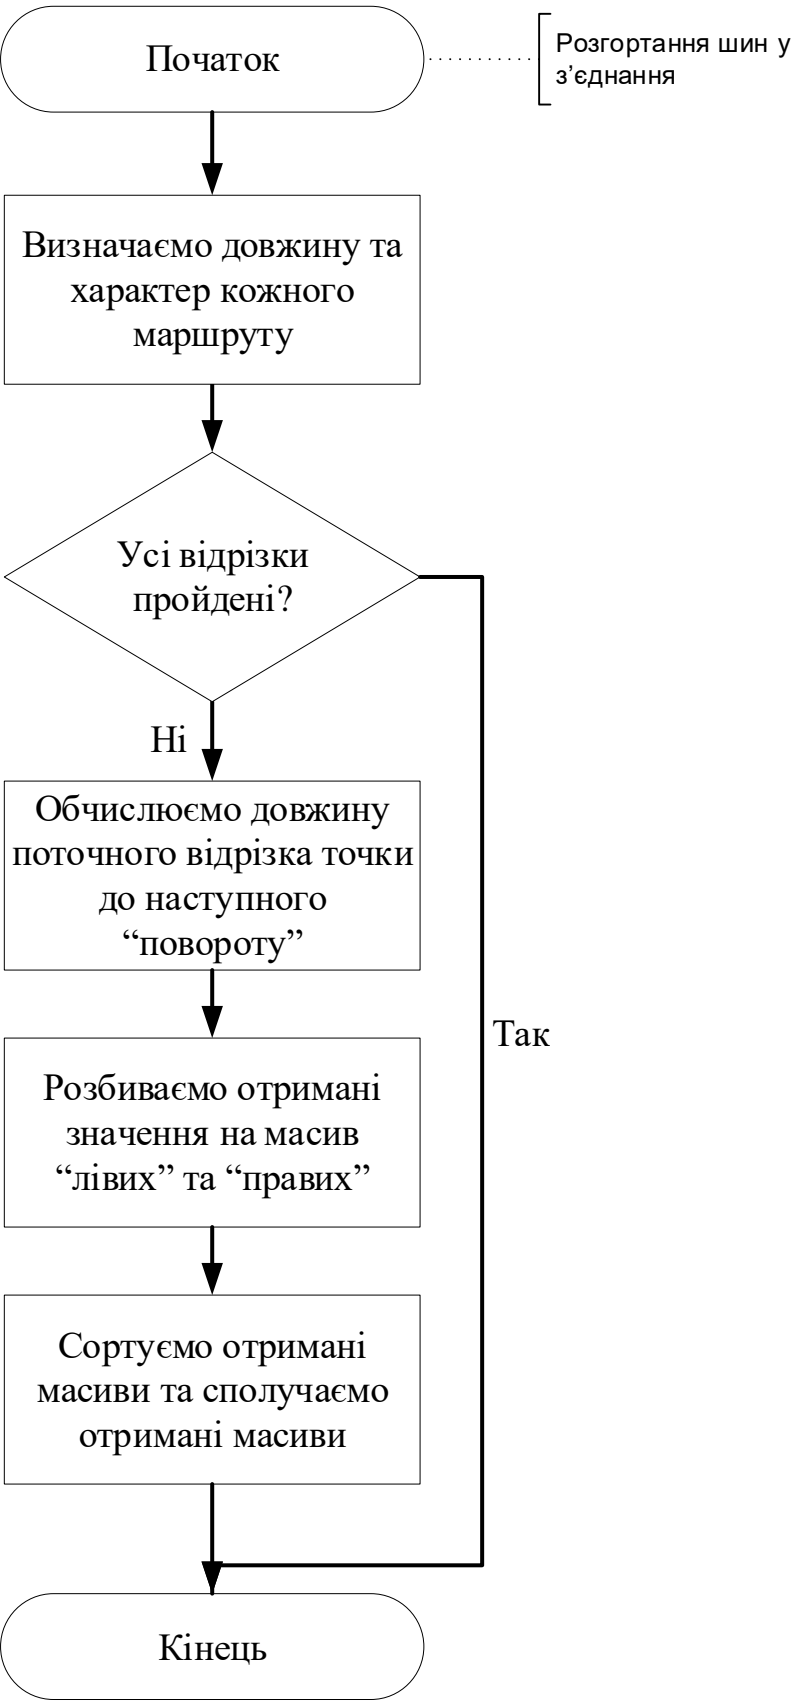 Початок
Розгортання шин у
з’єднання
Визначаємо довжину та
характер кожного
маршруту
Усі відрізки
пройдені?
Ні
Обчислюємо довжину
поточного відрізка точки
до наступного
“повороту”
Так
Розбиваємо отримані
значення на масив
“лівих” та “правих”
Сортуємо отримані
масиви та сполучаємо
отримані масиви
Кінець